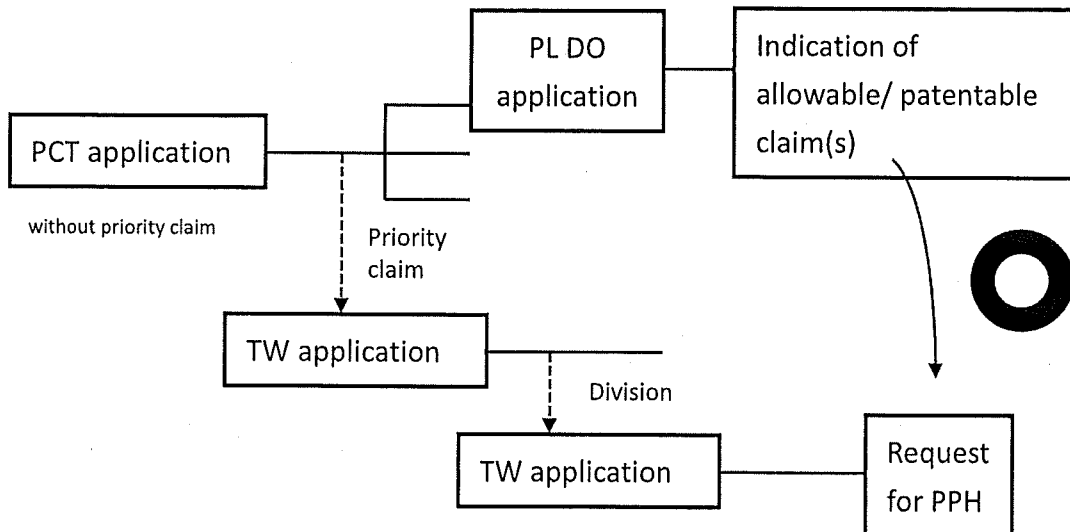 PL DO
application
Indication of
allowable/ patentable
claim(s)
PCT application
without priority claim
Priority
claim
TW application
Division
TW application
Request
for PPH